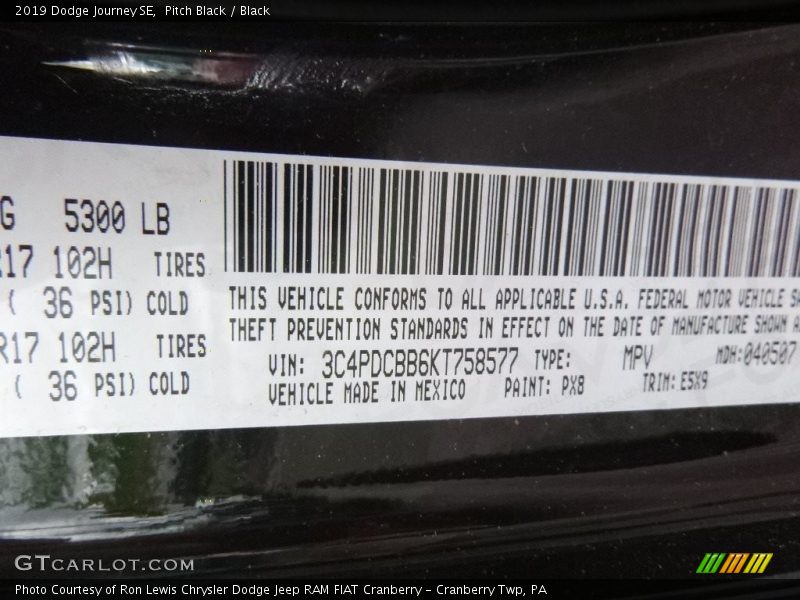 2019 Dodge Journey SE,  Pitch Black / Black
G 5300 LB
R17 102H TIRES
( 36 PSI) COLD
R17 102H TIRES
( 36 PSI) COLD
THIS VEHICLE CONFORMS TO ALL APPLICABLE U.S.A. FEDERAL MOTOR VEHICLE SA
THEFT PREVENTION STANDARDS IN EFFECT ON THE DATE OF MANUFACTURE SHOWN A
VIN: 3C4PDCBB6KT758577 TYPE: MPV MDH:040507
VEHICLE MADE IN MEXICO PAINT: PX8 TRIM: E5X9
GTCARLOT.COM
Photo Courtesy of Ron Lewis Chrysler Dodge Jeep RAM FIAT Cranberry – Cranberry Twp, PA